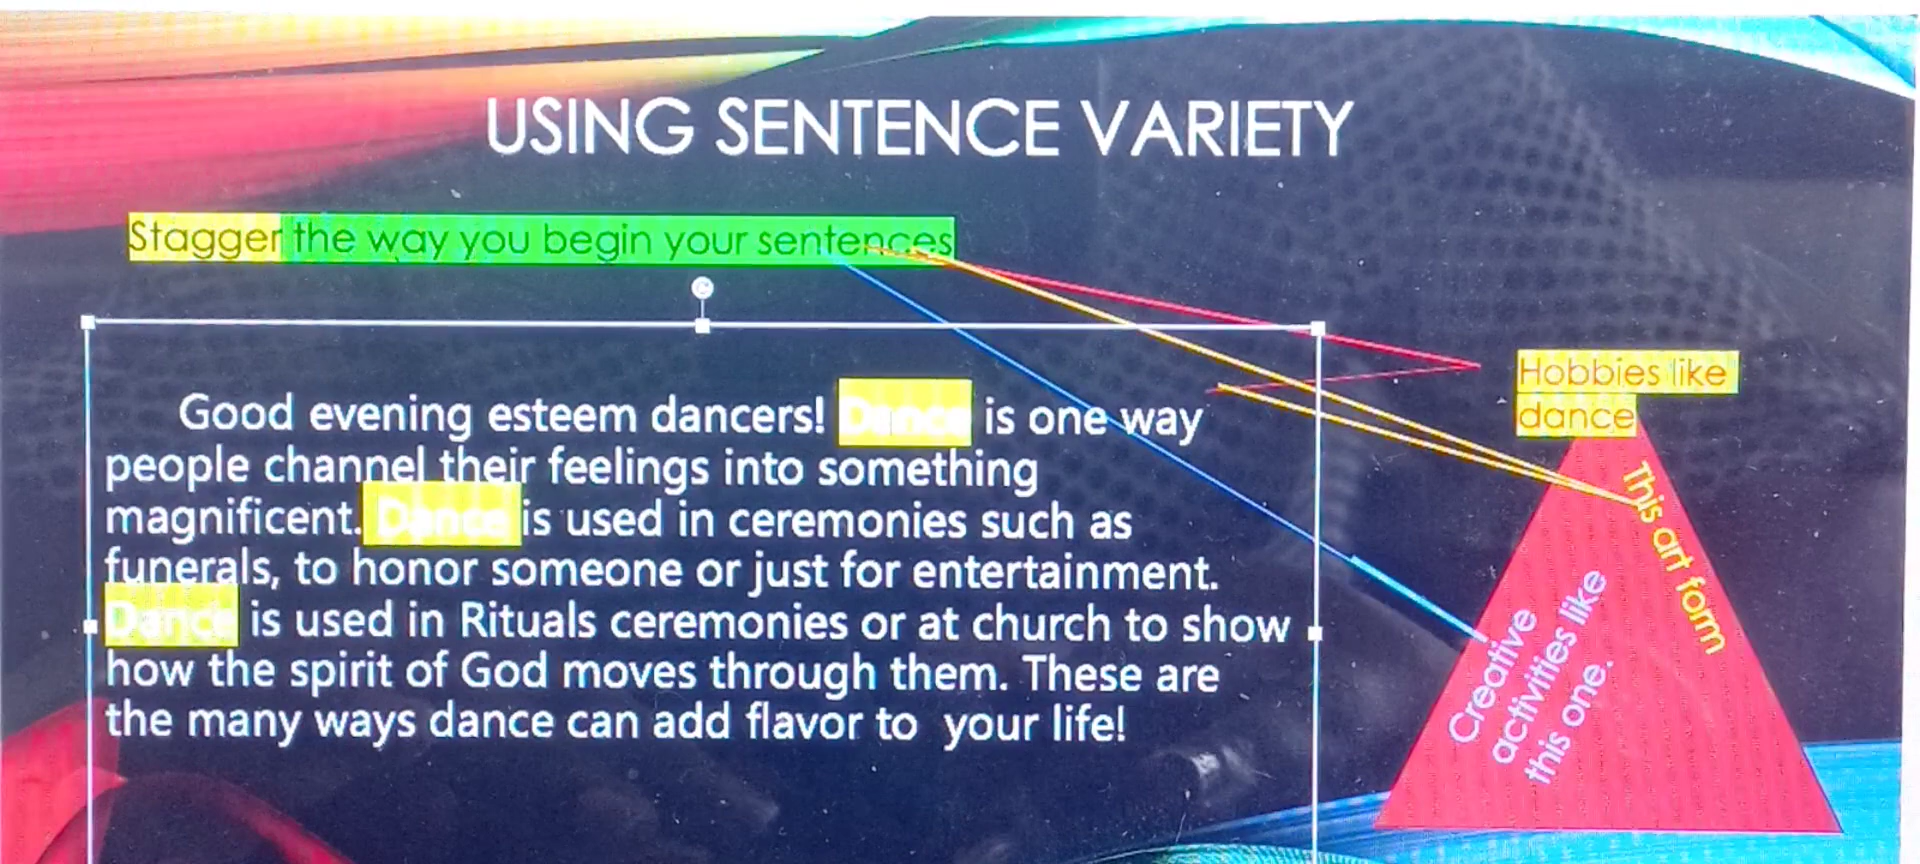 USING SENTENCE VARIETY
Stagger the way you begin your sentences
Good evening esteem dancers! Dance is one way
people channel their feelings into something
magnificent. Dance is used in ceremonies such as
funerals, to honor someone or just for entertainment.
Dance is used in Rituals ceremonies or at church to show
how the spirit of God moves through them. These are
the many ways dance can add flavor to your life!
Hobbies like
dance
This art form
Creative
activities like
this one.